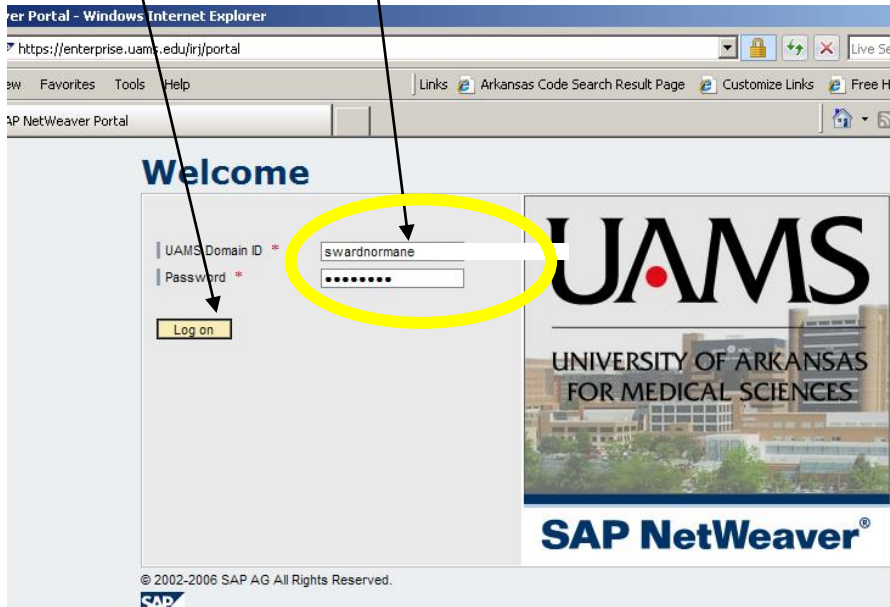 ver Portal - Windows Internet Explorer
https://enterprise.uams.edu/irj/portal
Live Se
ew Favorites Tools Help
Links Arkansas Code Search Result Page Customize Links Free H
AP NetWeaver Portal
Welcome
UAMS Domain ID *
swardnormane
Password *
••••••••
Log on
UAMS
UNIVERSITY OF ARKANSAS
FOR MEDICAL SCIENCES
SAP NetWeaver®
© 2002-2006 SAP AG All Rights Reserved.
SAP